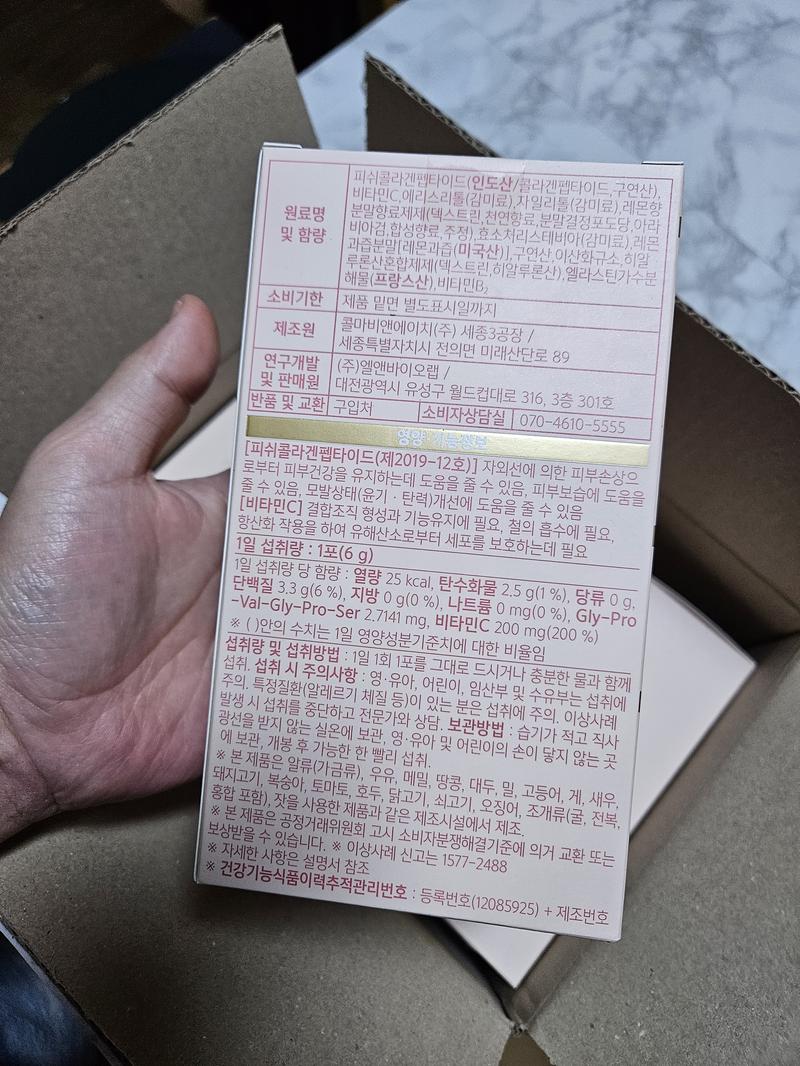 원료명 및 함량
피쉬콜라겐펩타이드(인도산/콜라겐펩타이드,구연산),
비타민C,에리스리톨(감미료),자일리톨(감미료),레몬향
분말향료제제(덱스트린,천연향료,분말결정포도당,아라
비아검,합성향료,주정),효소처리스테비아(감미료),레몬
과즙분말[레몬과즙(미국산)],구연산,이산화규소,히알
루론산혼합제제(덱스트린,히알루론산),엘라스틴가수분
해물(프랑스산),비타민B₂
소비기한 제품 밑면 별도표시일까지
제조원 콜마비앤에이치(주) 세종3공장 /
세종특별자치시 전의면 미래산단로 89
연구개발 및 판매원 (주)엘앤바이오랩 /
대전광역시 유성구 월드컵대로 316, 3층 301호
반품 및 교환 구입처 소비자상담실 070-4610-5555
영양·기능정보
[피쉬콜라겐펩타이드(제2019-12호)] 자외선에 의한 피부손상으
로부터 피부건강을 유지하는데 도움을 줄 수 있음, 피부보습에 도움을
줄 수 있음, 모발상태(윤기·탄력)개선에 도움을 줄 수 있음
[비타민C] 결합조직 형성과 기능유지에 필요, 철의 흡수에 필요,
항산화 작용을 하여 유해산소로부터 세포를 보호하는데 필요
1일 섭취량 : 1포(6 g)
1일 섭취량 당 함량 : 열량 25 kcal, 탄수화물 2.5 g(1 %), 당류 0 g,
단백질 3.3 g(6 %), 지방 0 g(0 %), 나트륨 0 mg(0 %), Gly-Pro
-Val-Gly-Pro-Ser 2.7141 mg, 비타민C 200 mg(200 %)
※ ( )안의 수치는 1일 영양성분기준치에 대한 비율임
섭취량 및 섭취방법 : 1일 1회 1포를 그대로 드시거나 충분한 물과 함께
섭취. 섭취 시 주의사항 : 영·유아, 어린이, 임산부 및 수유부는 섭취에
주의. 특정질환(알레르기 체질 등)이 있는 분은 섭취에 주의. 이상사례
발생 시 섭취를 중단하고 전문가와 상담. 보관방법 : 습기가 적고 직사
광선을 받지 않는 실온에 보관, 영·유아 및 어린이의 손이 닿지 않는 곳
에 보관, 개봉 후 가능한 한 빨리 섭취.
※ 본 제품은 알류(가금류), 우유, 메밀, 땅콩, 대두, 밀, 고등어, 게, 새우,
돼지고기, 복숭아, 토마토, 호두, 닭고기, 쇠고기, 오징어, 조개류(굴, 전복,
홍합 포함), 잣을 사용한 제품과 같은 제조시설에서 제조.
※ 본 제품은 공정거래위원회 고시 소비자분쟁해결기준에 의거 교환 또는
보상받을 수 있습니다. ※ 이상사례 신고는 1577-2488
※ 자세한 사항은 설명서 참조
※ 건강기능식품이력추적관리번호 : 등록번호(12085925) + 제조번호